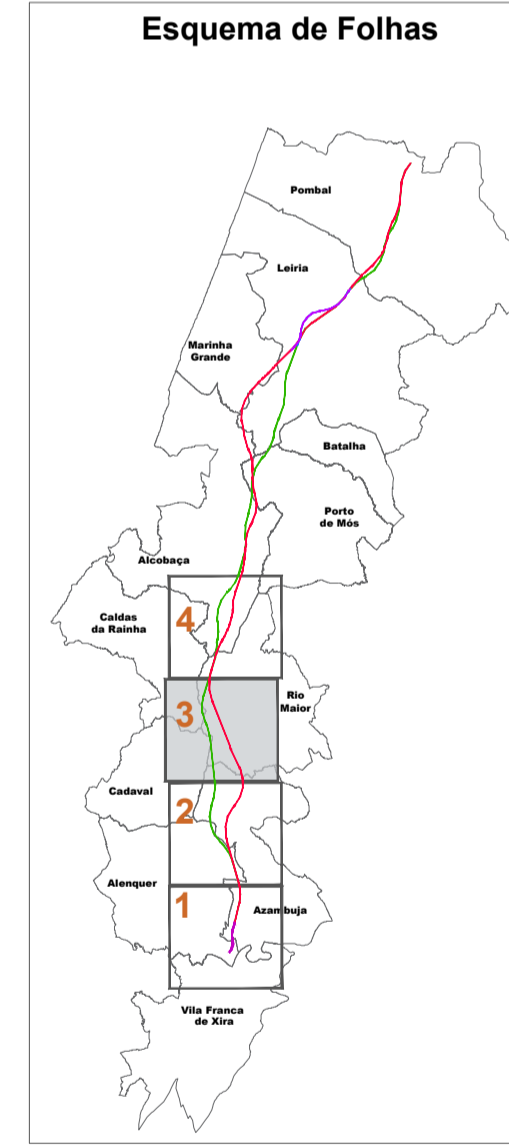 Esquema de Folhas
Pombal
Leiria
Marinha
Grande
Batalha
Porto
de Mós
Alcobaça
Caldas
da Rainha
4
Rio
Maior
3
Cadaval
2
Alenquer
1
Azambuja
Vila Franca
de Xira